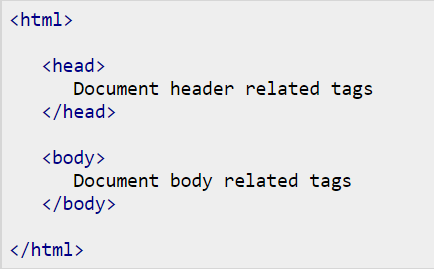 <html>
<head>
Document header related tags
</head>
<body>
Document body related tags
</body>
</html>